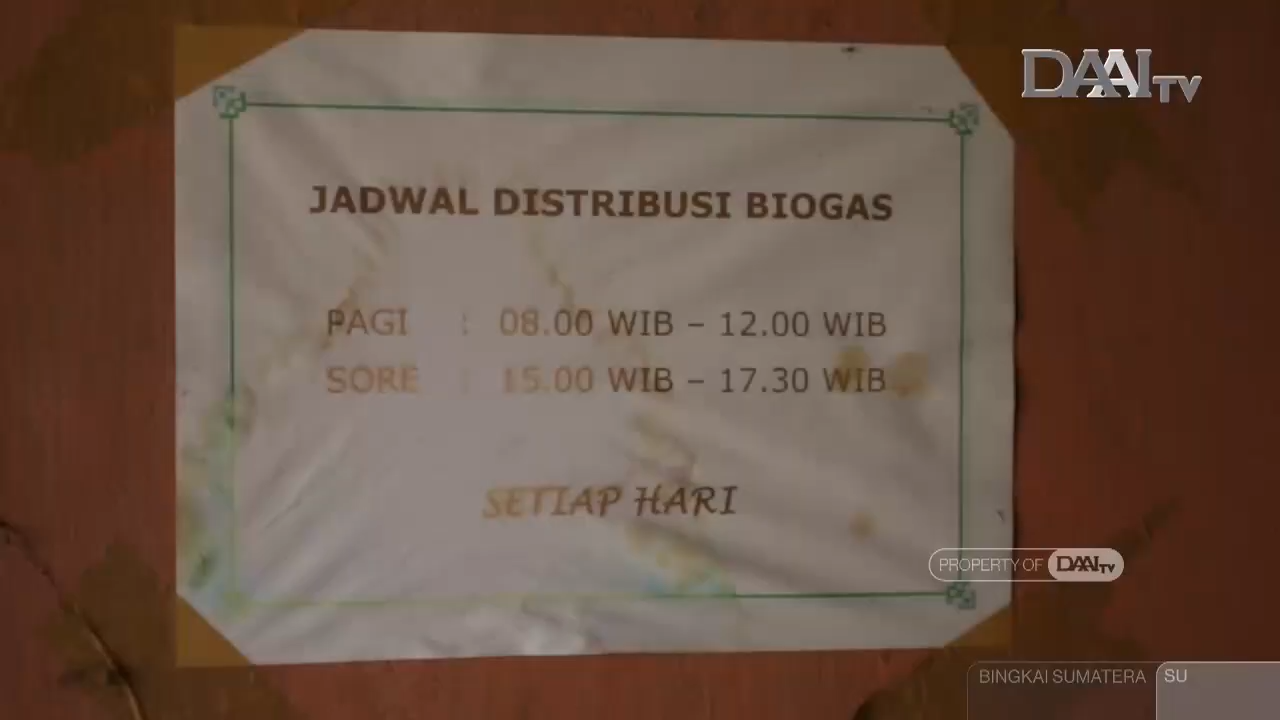 DAAI TV
JADWAL DISTRIBUSI BIOGAS
PAGI : 08.00 WIB – 12.00 WIB
SORE : 15.00 WIB – 17.30 WIB
SETIAP HARI
PROPERTY OF DAAI TV
BINGKAI SUMATERA SU